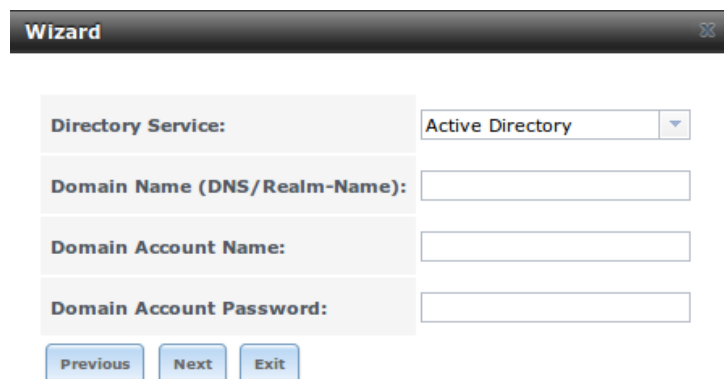 Wizard
Directory Service: Active Directory
Domain Name (DNS/Realm-Name):
Domain Account Name:
Domain Account Password:
Previous Next Exit